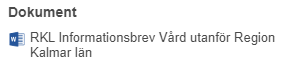 Dokument
RKL Informationsbrev Vård utanför Region
Kalmar län